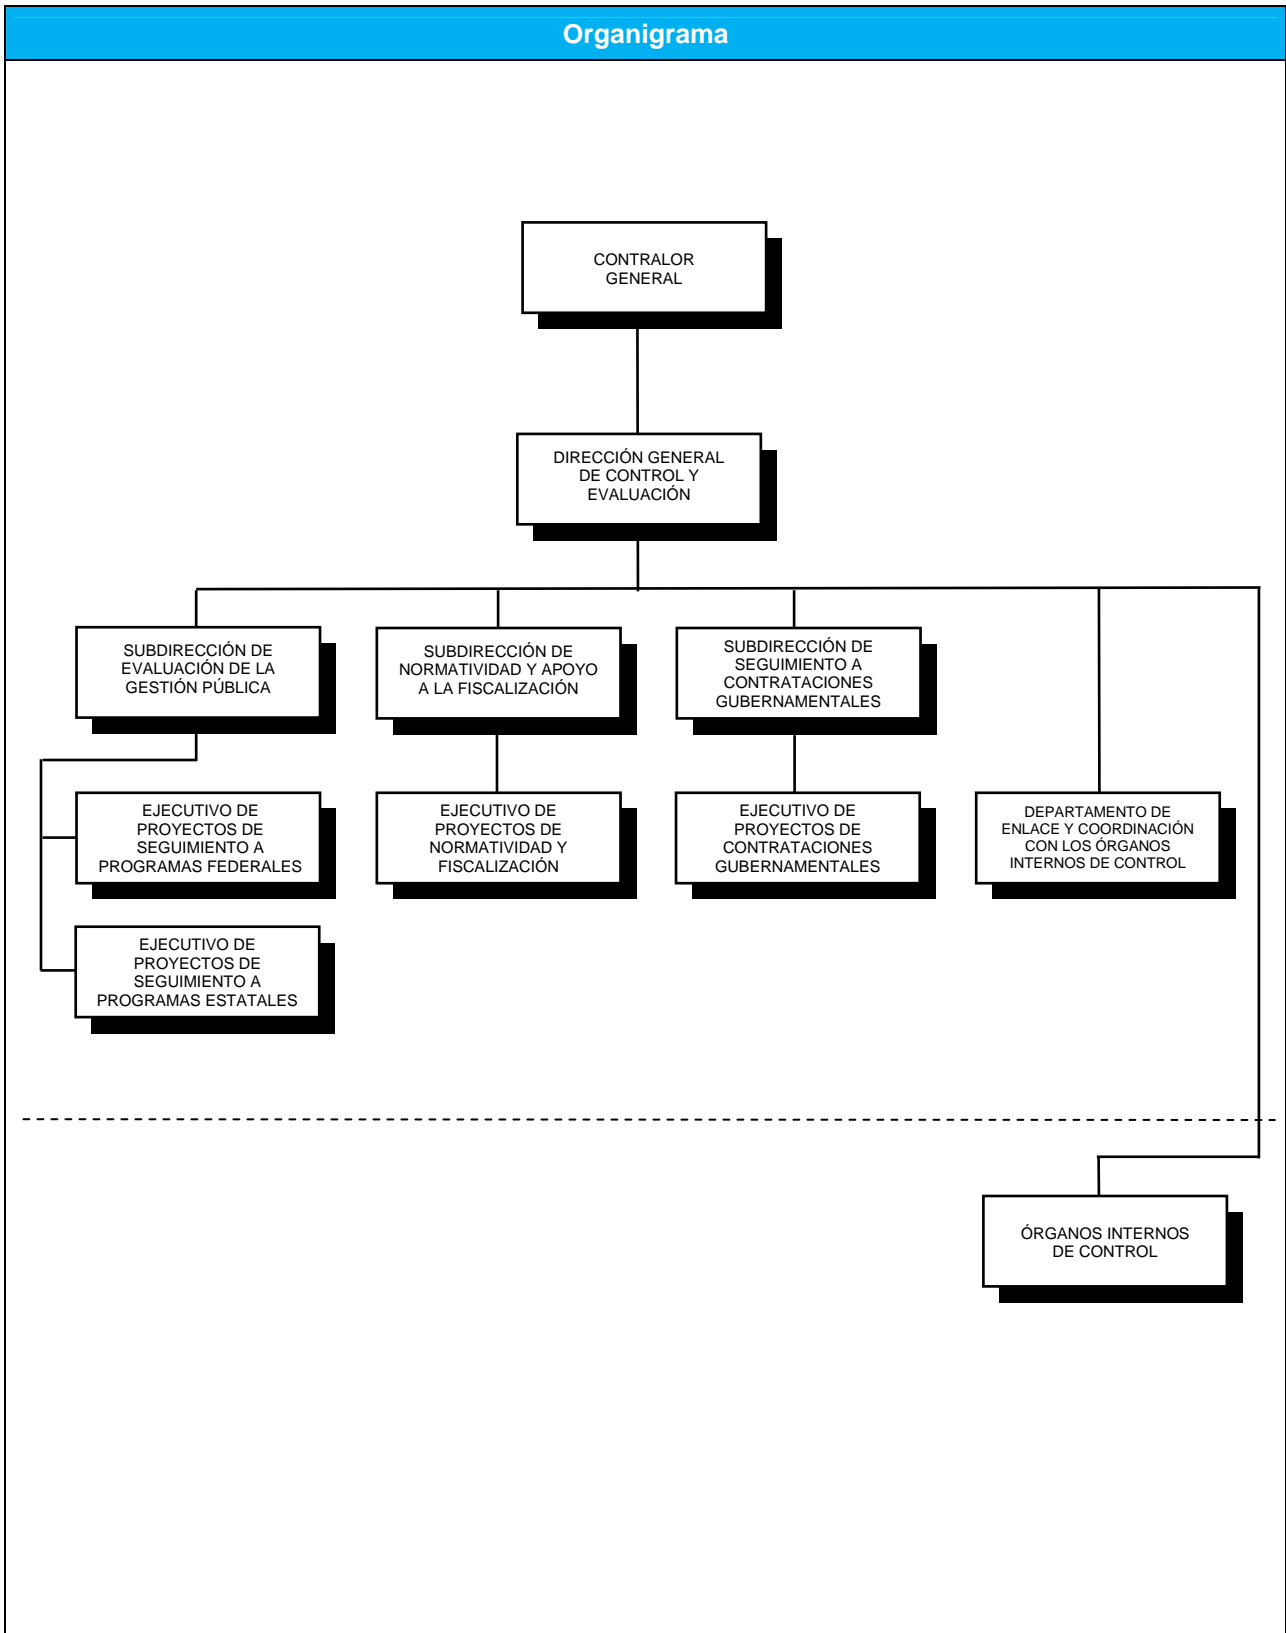 Organigrama
CONTRALOR
GENERAL
DIRECCIÓN GENERAL
DE CONTROL Y
EVALUACIÓN
SUBDIRECCIÓN DE
EVALUACIÓN DE LA
GESTIÓN PÚBLICA
SUBDIRECCIÓN DE
NORMATIVIDAD Y APOYO
A LA FISCALIZACIÓN
SUBDIRECCIÓN DE
SEGUIMIENTO A
CONTRATACIONES
GUBERNAMENTALES
EJECUTIVO DE
PROYECTOS DE
SEGUIMIENTO A
PROGRAMAS FEDERALES
EJECUTIVO DE
PROYECTOS DE
NORMATIVIDAD Y
FISCALIZACIÓN
EJECUTIVO DE
PROYECTOS DE
CONTRATACIONES
GUBERNAMENTALES
DEPARTAMENTO DE
ENLACE Y COORDINACIÓN
CON LOS ÓRGANOS
INTERNOS DE CONTROL
EJECUTIVO DE
PROYECTOS DE
SEGUIMIENTO A
PROGRAMAS ESTATALES
ÓRGANOS INTERNOS
DE CONTROL